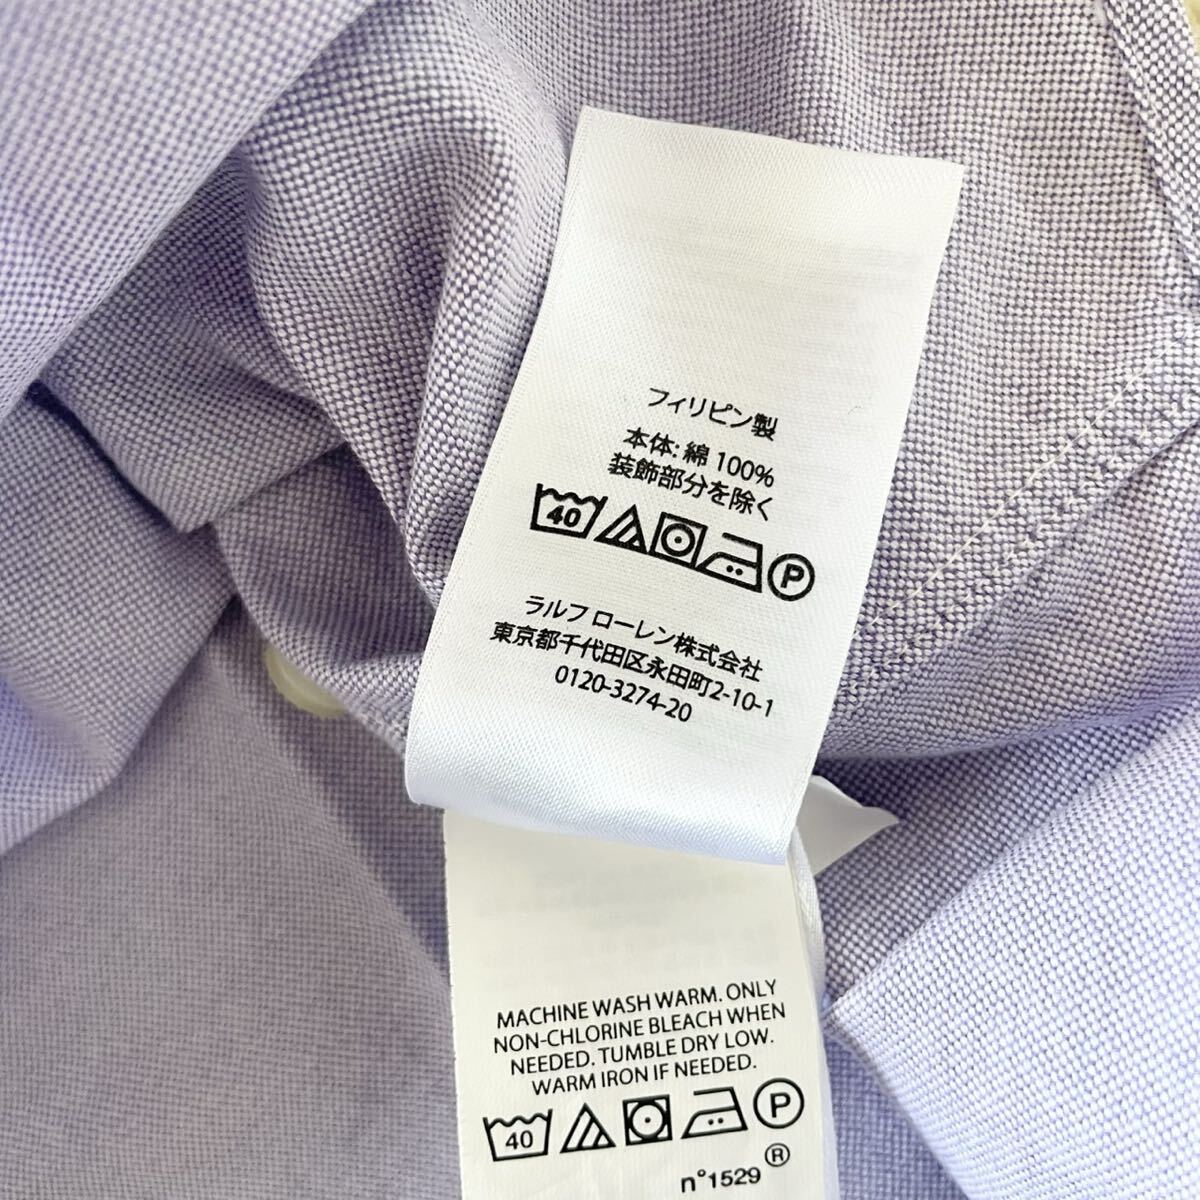 フィリピン製
本体: 綿 100%
装飾部分を除く
40 P
ラルフ ローレン株式会社
東京都千代田区永田町2-10-1
0120-3274-20
MACHINE WASH WARM. ONLY
NON-CHLORINE BLEACH WHEN
NEEDED. TUMBLE DRY LOW.
WARM IRON IF NEEDED.
40 P
n°1529 ®